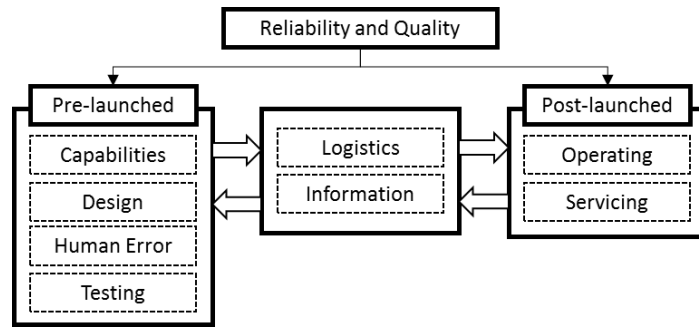 Reliability and Quality
Pre-launched
Capabilities
Design
Human Error
Testing
Logistics
Information
Post-launched
Operating
Servicing